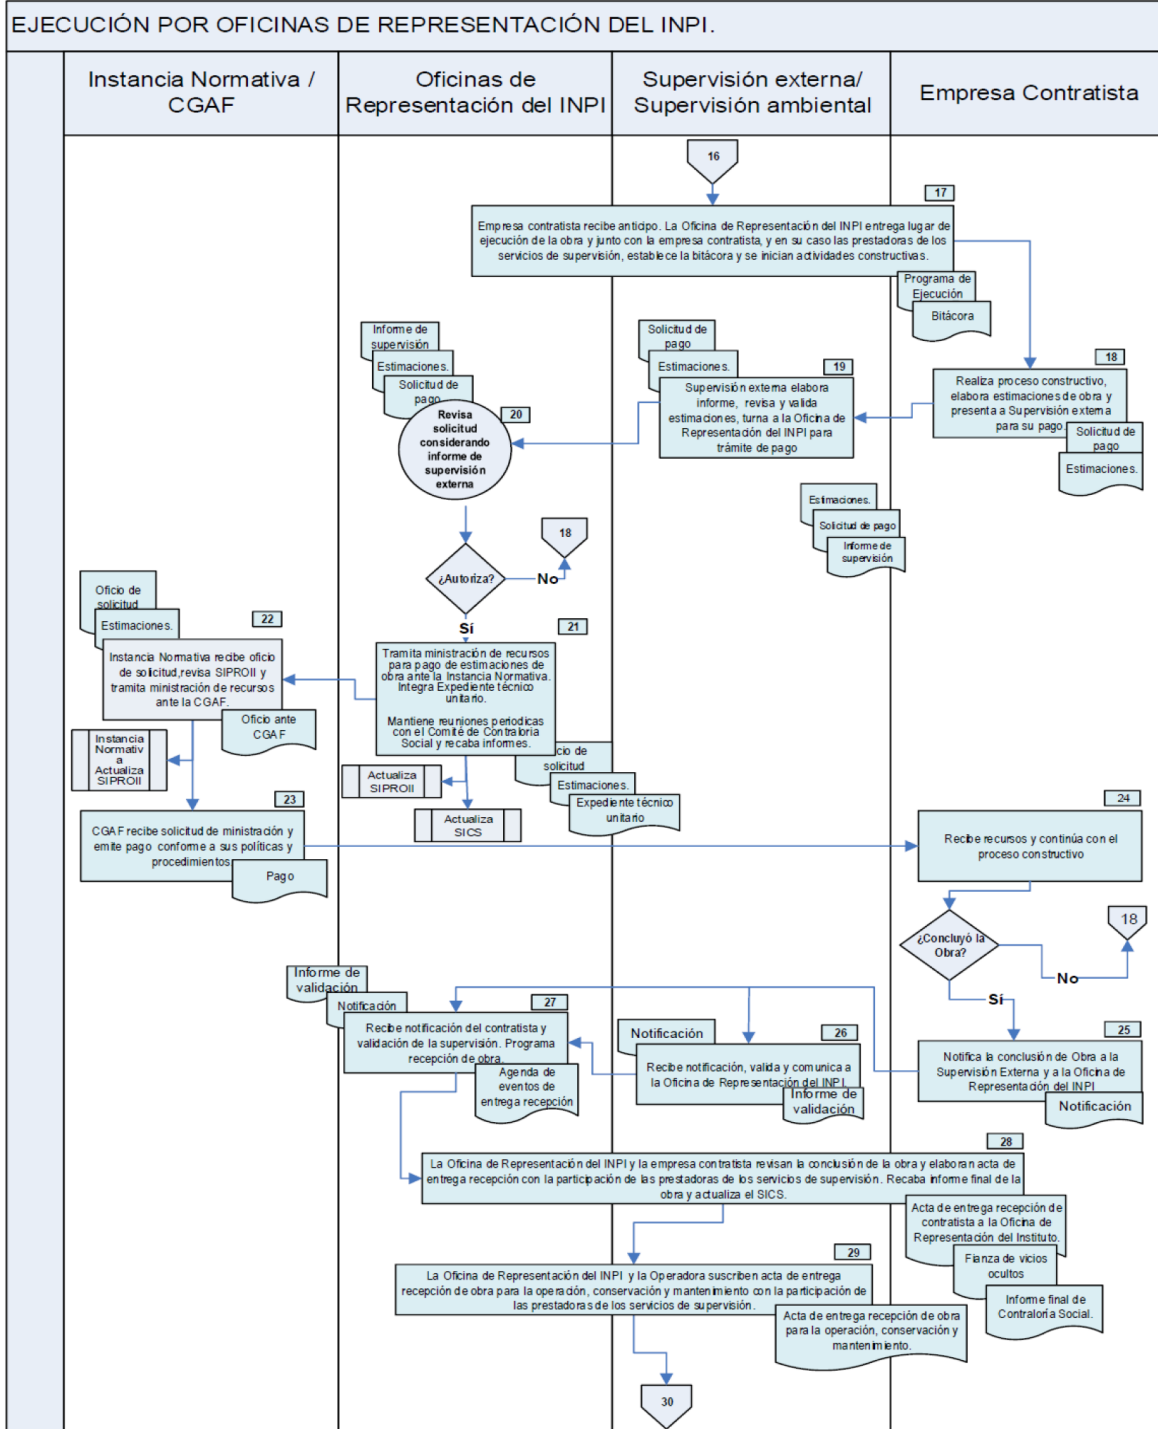 EJECUCIÓN POR OFICINAS DE REPRESENTACIÓN DEL INPI.
Instancia Normativa /
CGAF
Oficinas de
Representación del INPI
Supervisión externa/
Supervisión ambiental
Empresa Contratista
16
17
Empresa contratista recibe anticipo. La Oficina de Representación del INPI entrega lugar de
ejecución de la obra y junto con la empresa contratista, y en su caso las prestadoras de los
servicios de supervisión, establece la bitácora y se inician actividades constructivas.
Programa de
Ejecución
Bitácora
18
Realiza proceso constructivo,
elabora estimaciones de obra y
presenta a Supervisión externa
para su pago.
Solicitud de
pago
Estimaciones.
Solicitud de
pago
Estimaciones.
19
Supervisión externa elabora
informe, revisa y valida
estimaciones, turna a la Oficina de
Representación del INPI para
trámite de pago
Estimaciones.
Solicitud de pago
Informe de
supervisión
Informe de
supervisión
Estimaciones.
Solicitud de
pago
20
Revisa
solicitud
considerando
informe de
supervisión
externa
18
¿Autoriza?
No
Sí
21
Tramita ministración de recursos
para pago de estimaciones de
obra ante la Instancia Normativa.
Integra Expediente técnico
unitario.
Mantiene reuniones periodicas
con el Comité de Contraloria
Social y recaba informes.
cio de
solicitud
Estimaciones.
Expediente técnico
unitario
Actualiza
SIPROII
Actualiza
SICS
Oficio de
solicitud
Estimaciones.
22
Instancia Normativa recibe oficio
de solicitud,revisa SIPROII y
tramita ministración de recursos
ante la CGAF.
Oficio ante
CGAF
Instancia
Normativ
a
Actualiza
SIPROII
23
CGAF recibe solicitud de ministración y
emite pago conforme a sus políticas y
procedimientos
Pago
24
Recibe recursos y continúa con el
proceso constructivo
¿Concluyó la
Obra?
18
No
Sí
25
Notifica la conclusión de Obra a la
Supervisión Externa y a la Oficina de
Representación del INPI
Notificación
Notificación
26
Recibe notificación, valida y comunica a
la Oficina de Representación del INPI.
Informe de
validación
Informe de
validación
Notificación
27
Recibe notificación del contratista y
validación de la supervisión. Programa
recepción de obra.
Agenda de
eventos de
entrega recepción
28
La Oficina de Representación del INPI y la empresa contratista revisan la conclusión de la obra y elaboran acta de
entrega recepción con la participación de las prestadoras de los servicios de supervisión. Recaba informe final de la
obra y actualiza el SICS.
Acta de entrega recepción de
contratista a la Oficina de
Representación del Instituto.
Fianza de vicios
ocultos
Informe final de
Contraloría Social.
29
La Oficina de Representación del INPI y la Operadora suscriben acta de entrega
recepción de obra para la operación, conservación y mantenimiento con la participación de
las prestadoras de los servicios de supervisión.
Acta de entrega recepción de obra
para la operación, conservación y
mantenimiento.
30